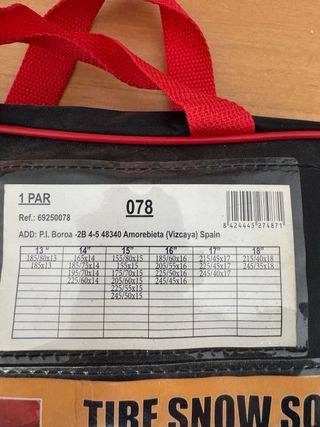 1 PAR
078
Ref.: 69250078
8 424445 274871
ADD: P.I. Boroa -2B 4-5 48340 Amorebieta (Vizcaya) Spain
13" 14" 15" 16" 17" 18"
185/80x13 165x14 155/80x15 185/60x16 215/45x17 215/40x18
185x13 185/75x14 155x15 205/55x16 225/45x17 245/35x18
195/70x14 175/70x15 225/50x16 245/40x17
225/60x14 205/60x15 245/45x16
225/55x15
245/50x15
TIRE SNOW SO